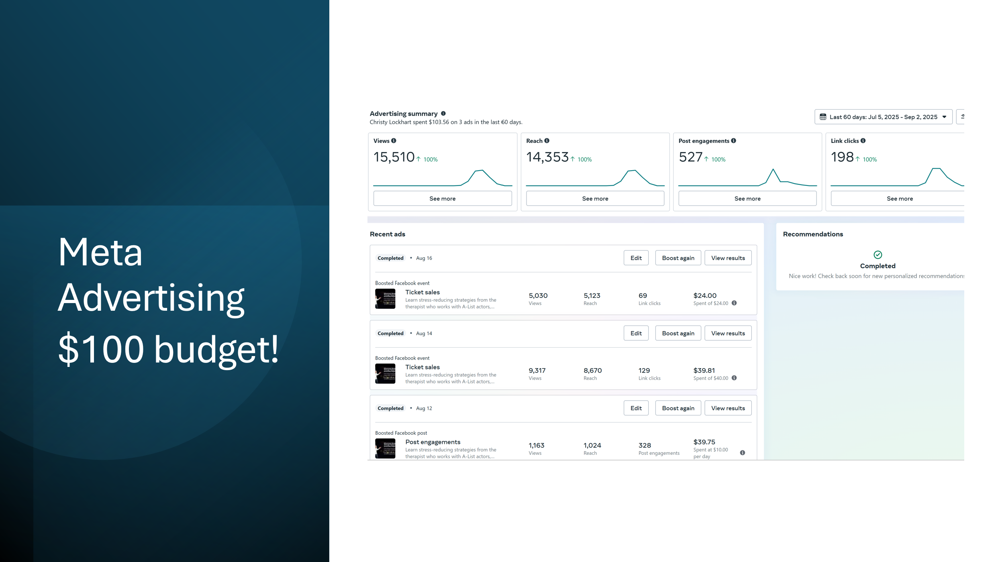 Meta
Advertising
$100 budget!
Advertising summary
Christy Lockhart spent $103.56 on 3 ads in the last 60 days.
Last 60 days: Jul 5, 2025 - Sep 2, 2025
Views
15,510 ↑ 100%
See more
Reach
14,353 ↑ 100%
See more
Post engagements
527 ↑ 100%
See more
Link clicks
198 ↑ 100%
See more
Recent ads
Completed • Aug 16
Edit
Boost again
View results
Boosted Facebook event
Ticket sales
Learn stress-reducing strategies from the
therapist who works with A-List actors,...
5,030
Views
5,123
Reach
69
Link clicks
$24.00
Spent of $24.00
Completed • Aug 14
Edit
Boost again
View results
Boosted Facebook event
Ticket sales
Learn stress-reducing strategies from the
therapist who works with A-List actors,...
9,317
Views
8,670
Reach
129
Link clicks
$39.81
Spent of $40.00
Completed • Aug 12
Edit
Boost again
View results
Boosted Facebook post
Post engagements
Learn stress-reducing strategies from the
therapist who works with A-List actors,...
1,163
Views
1,024
Reach
328
Post engagements
$39.75
Spent at $10.00
per day
Recommendations
Completed
Nice work! Check back soon for new personalized recommendations